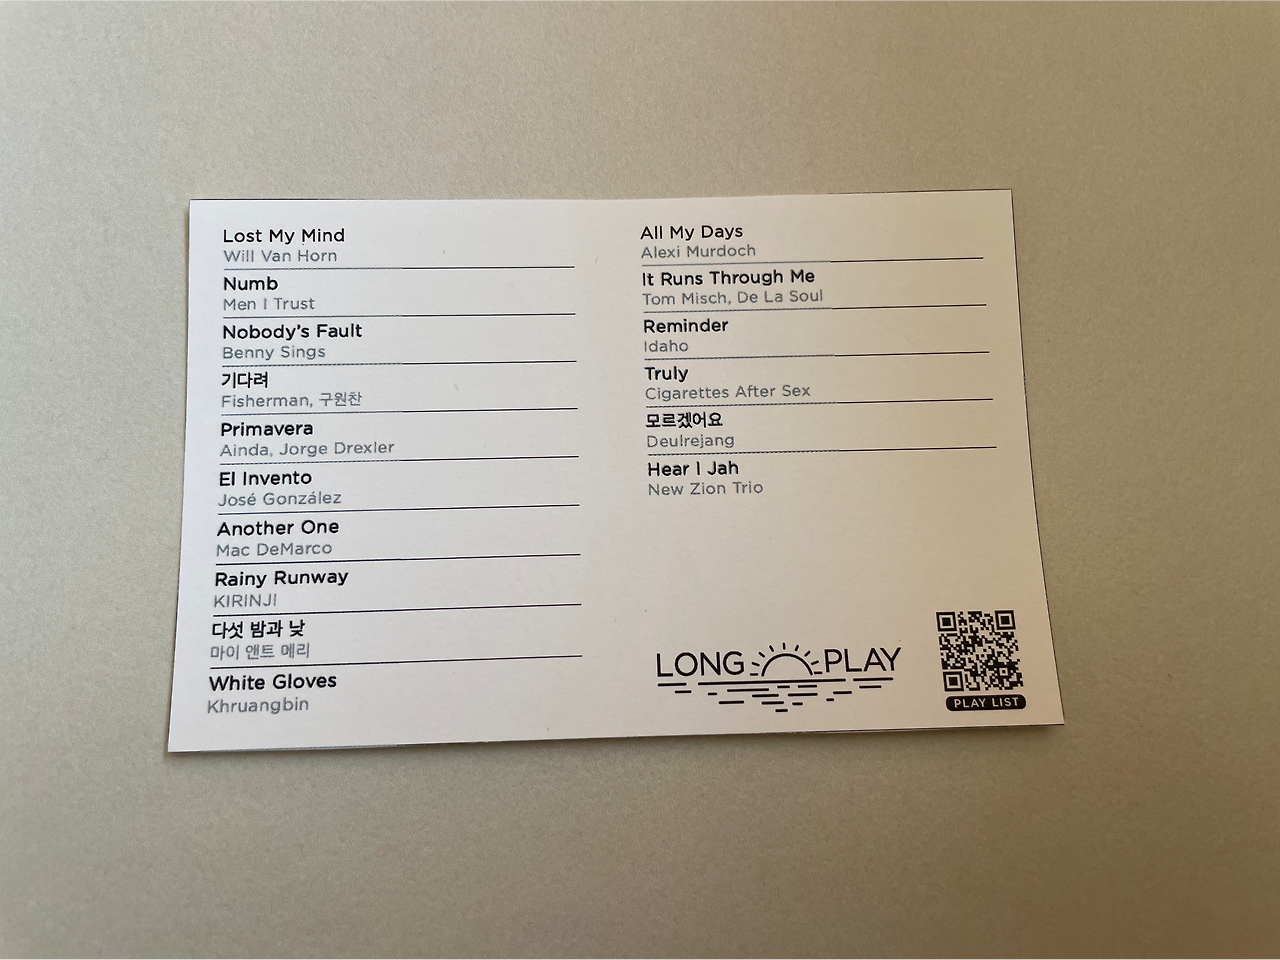 Lost My Mind
Will Van Horn
Numb
Men I Trust
Nobody's Fault
Benny Sings
기다려
Fisherman, 구원찬
Primavera
Ainda, Jorge Drexler
El Invento
José González
Another One
Mac DeMarco
Rainy Runway
KIRINJI
다섯 밤과 낮
마이 앤트 메리
White Gloves
Khruangbin
All My Days
Alexi Murdoch
It Runs Through Me
Tom Misch, De La Soul
Reminder
Idaho
Truly
Cigarettes After Sex
모르겠어요
Deulrejang
Hear I Jah
New Zion Trio
LONG PLAY
PLAY LIST